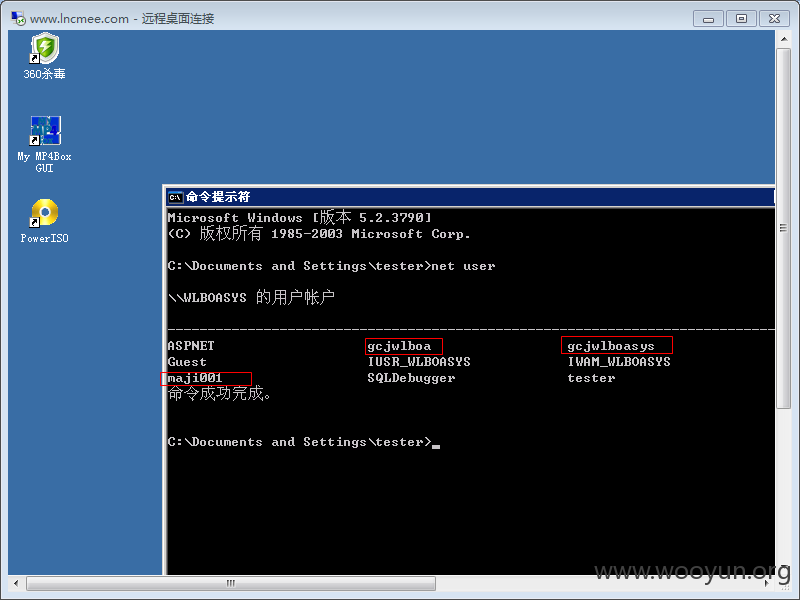 www.lncmee.com - 远程桌面连接
360杀毒
My MP4Box
GUI
PowerISO
命令提示符
Microsoft Windows [版本 5.2.3790]
(C) 版权所有 1985-2003 Microsoft Corp.
C:\Documents and Settings\tester>net user
\\WLBOASYS 的用户帐户
-------------------------------------------------------------------------------
ASPNET gcjwlboa gcjwlboasys
Guest IUSR_WLBOASYS IWAM_WLBOASYS
maji001 SQLDebugger tester
命令成功完成。
C:\Documents and Settings\tester>_
www.wooyun.org